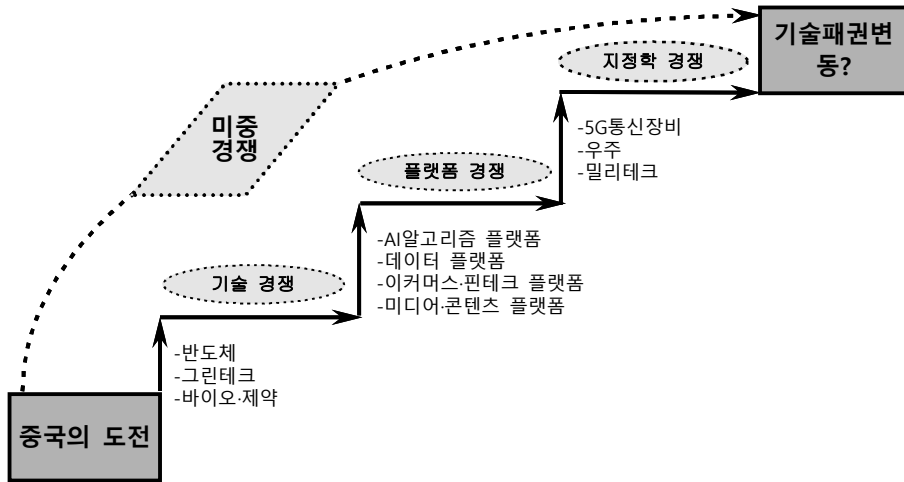 기술패권변
동?
지정학 경쟁
미중
경쟁
-5G통신장비
-우주
-밀리테크
플랫폼 경쟁
-AI알고리즘 플랫폼
-데이터 플랫폼
-이커머스·핀테크 플랫폼
-미디어·콘텐츠 플랫폼
기술 경쟁
-반도체
-그린테크
-바이오·제약
중국의 도전